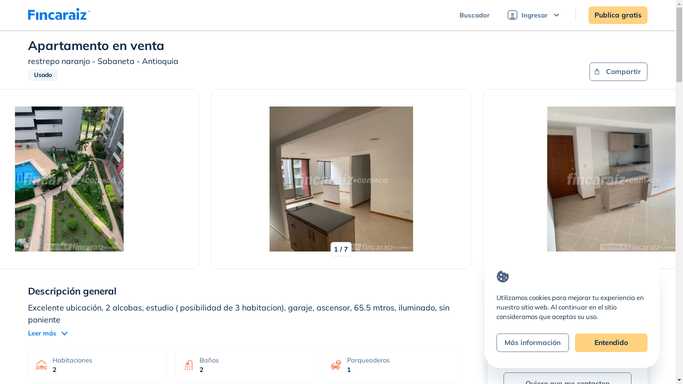 Fincaraiz
Buscador
Ingresar
Publica gratis
Apartamento en venta
restrepo naranjo - Sabaneta - Antioquia
Usado
Compartir
fincaraiz
fincaraiz
fincaraiz
1 / 7
Descripción general
Excelente ubicación, 2 alcobas, estudio ( posibilidad de 3 habitacion), garaje, ascensor, 65.5 mtros, iluminado, sin
poniente
Leer más
Habitaciones
2
Baños
2
Parqueaderos
1
Utilizamos cookies para mejorar tu experiencia en
nuestro sitio web. Al continuar en el sitio
consideramos que aceptas su uso.
Más información
Entendido
Quiero que me contacten